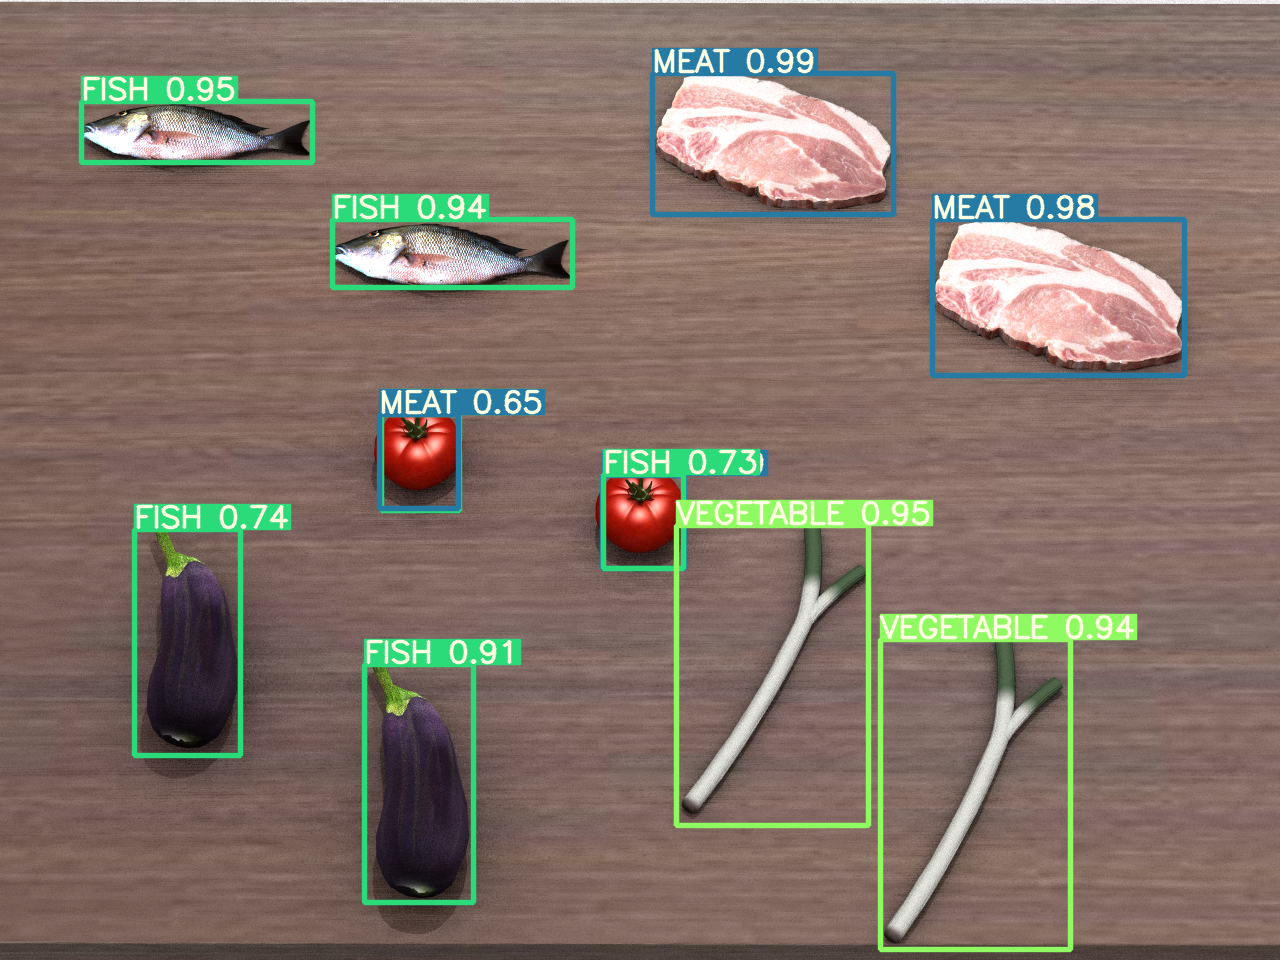 MEAT 0.99
FISH 0.95
MEAT 0.98
FISH 0.94
MEAT 0.65
FISH 0.73
VEGETABLE 0.95
FISH 0.74
VEGETABLE 0.94
FISH 0.91